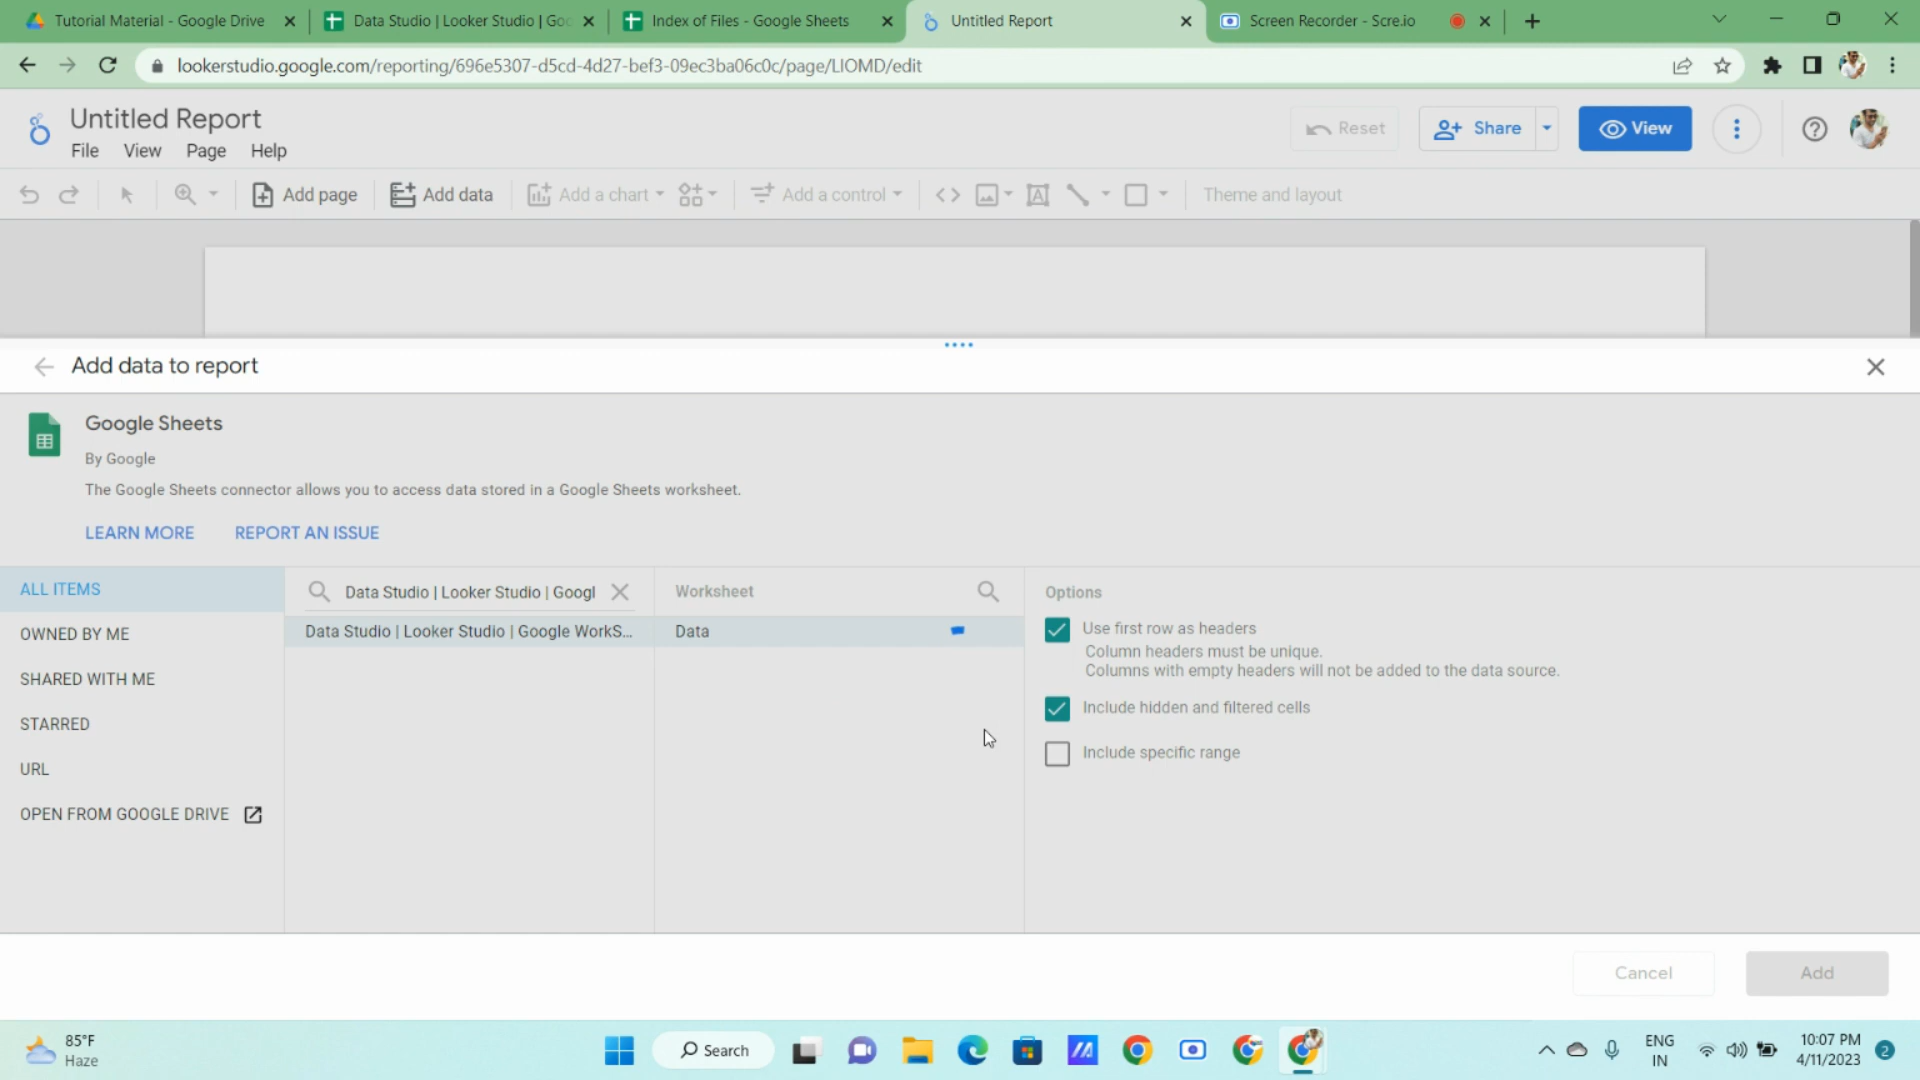 Tutorial Material - Google Drive
Data Studio | Looker Studio | Goo
Index of Files - Google Sheets
Untitled Report
Screen Recorder - Scre.io
lookerstudio.google.com/reporting/696e5307-d5cd-4d27-bef3-09ec3ba06c0c/page/LIOMD/edit
Untitled Report
File View Page Help
Reset
Share
View
Add page
Add data
Add a chart
Add a control
Theme and layout
Add data to report
Google Sheets
By Google
The Google Sheets connector allows you to access data stored in a Google Sheets worksheet.
LEARN MORE REPORT AN ISSUE
ALL ITEMS
OWNED BY ME
SHARED WITH ME
STARRED
URL
OPEN FROM GOOGLE DRIVE
Data Studio | Looker Studio | Googl
Data Studio | Looker Studio | Google WorkS...
Worksheet
Data
Options
Use first row as headers
Column headers must be unique.
Columns with empty headers will not be added to the data source.
Include hidden and filtered cells
Include specific range
Cancel
Add
85°F
Haze
Search
ENG
IN
10:07 PM
4/11/2023
2